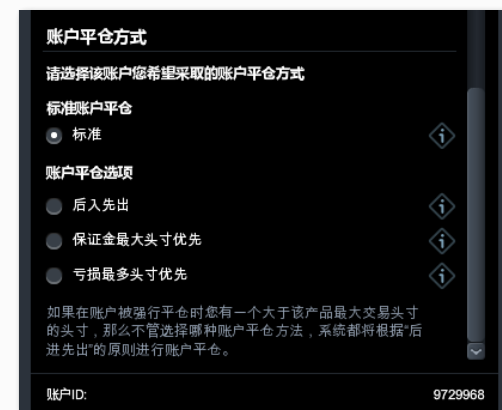 账户平仓方式
请选择该账户您希望采取的账户平仓方式
标准账户平仓
标准
账户平仓选项
后入先出
保证金最大头寸优先
亏损最多头寸优先
如果在账户被强行平仓时您有一个大于该产品最大交易头寸
的头寸，那么不管选择哪种账户平仓方法，系统都将根据“后
进先出”的原则进行账户平仓。
账户ID: 9729968